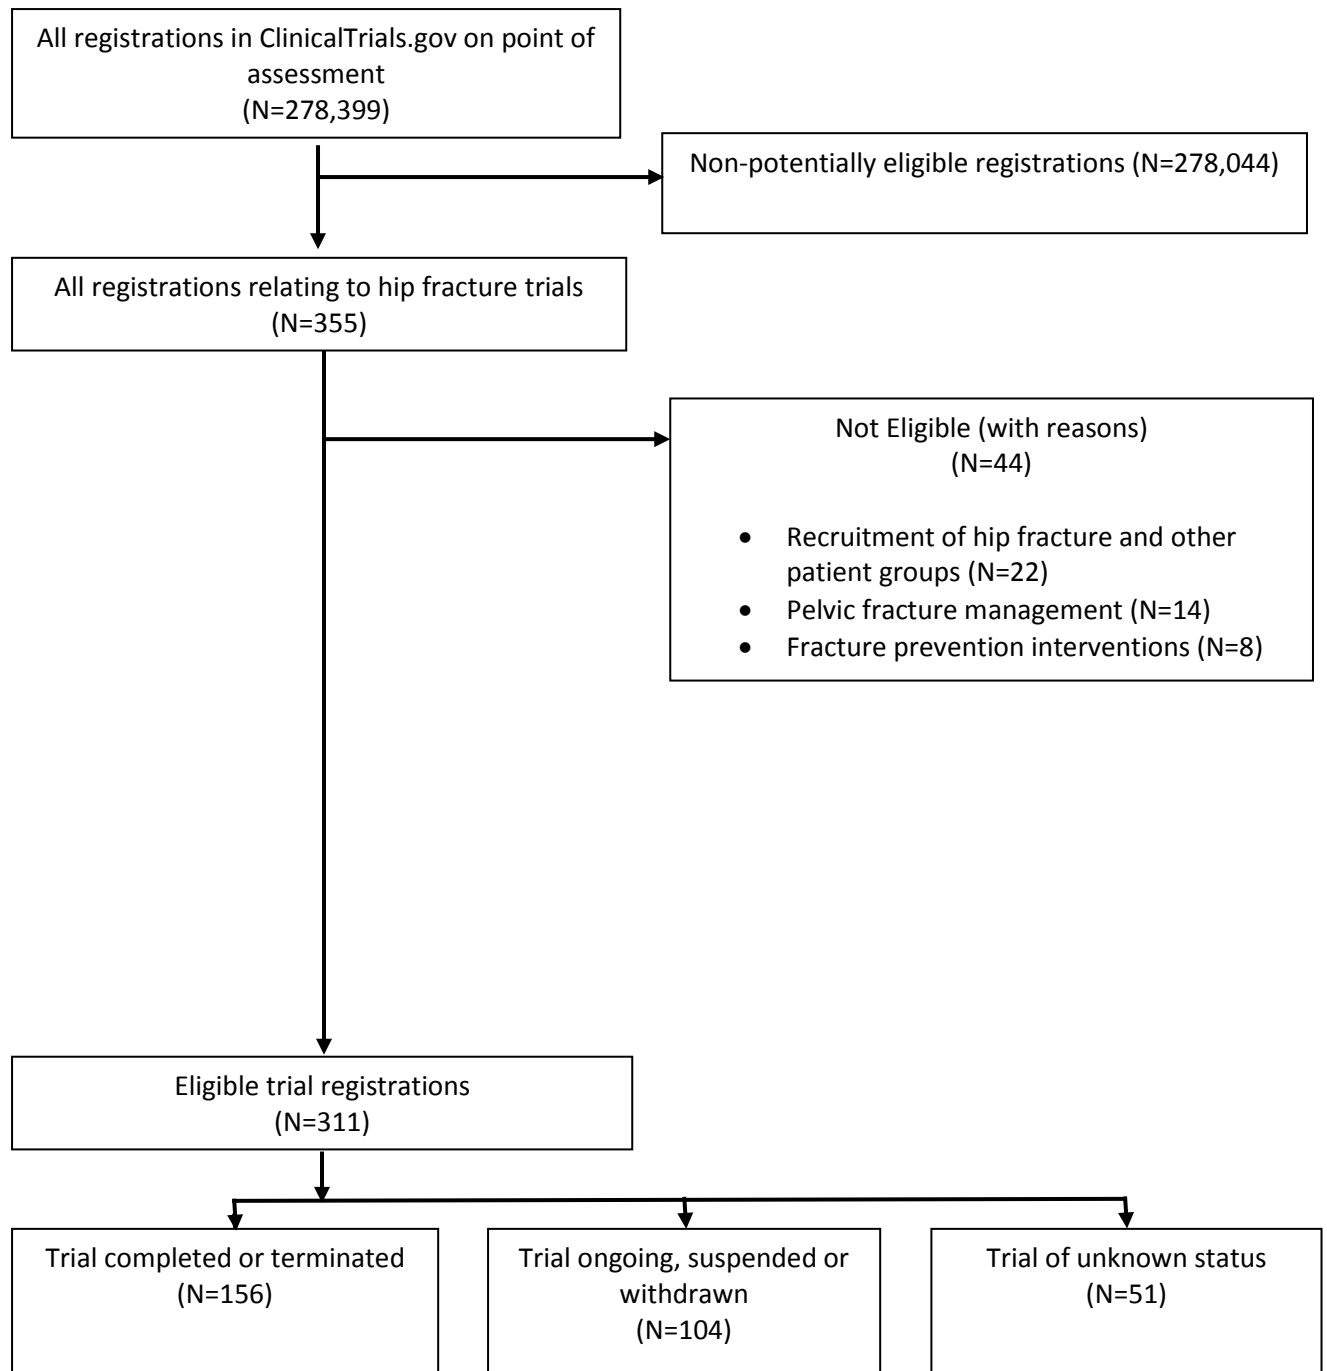 All registrations in ClinicalTrials.gov on point of
assessment
(N=278,399)
Non-potentially eligible registrations (N=278,044)
All registrations relating to hip fracture trials
(N=355)
Not Eligible (with reasons)
(N=44)
• Recruitment of hip fracture and other
patient groups (N=22)
• Pelvic fracture management (N=14)
• Fracture prevention interventions (N=8)
Eligible trial registrations
(N=311)
Trial completed or terminated
(N=156)
Trial ongoing, suspended or
withdrawn
(N=104)
Trial of unknown status
(N=51)